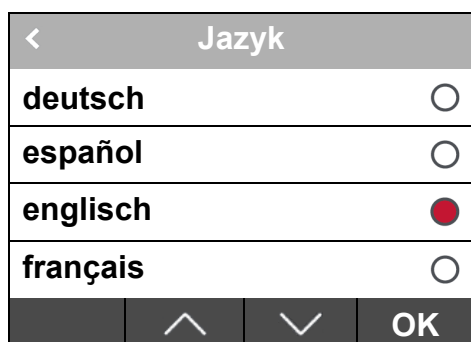 Jazyk
deutsch
español
englisch
français
OK